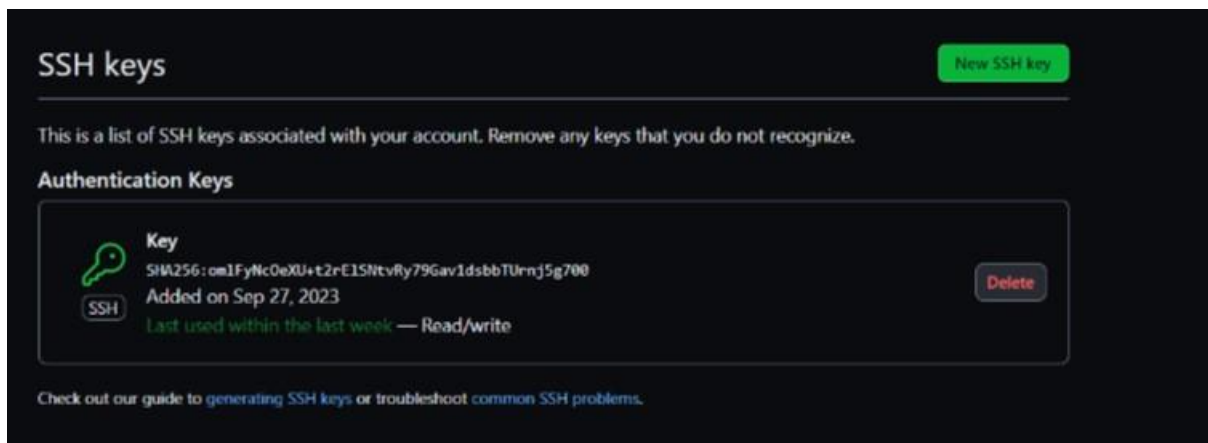 SSH keys
New SSH key
This is a list of SSH keys associated with your account. Remove any keys that you do not recognize.
Authentication Keys
Key
SHA256:omlFyNcOeXU+t2rE1SNtvRy79Gav1dsbbTUrnj5g700
Added on Sep 27, 2023
SSH
Delete
Last used within the last week — Read/write
Check out our guide to generating SSH keys or troubleshoot common SSH problems.